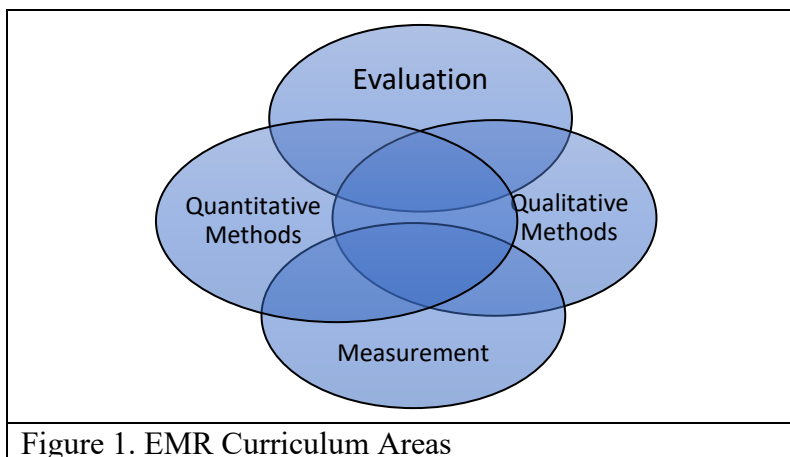 Evaluation
Quantitative
Methods
Qualitative
Methods
Measurement
Figure 1. EMR Curriculum Areas